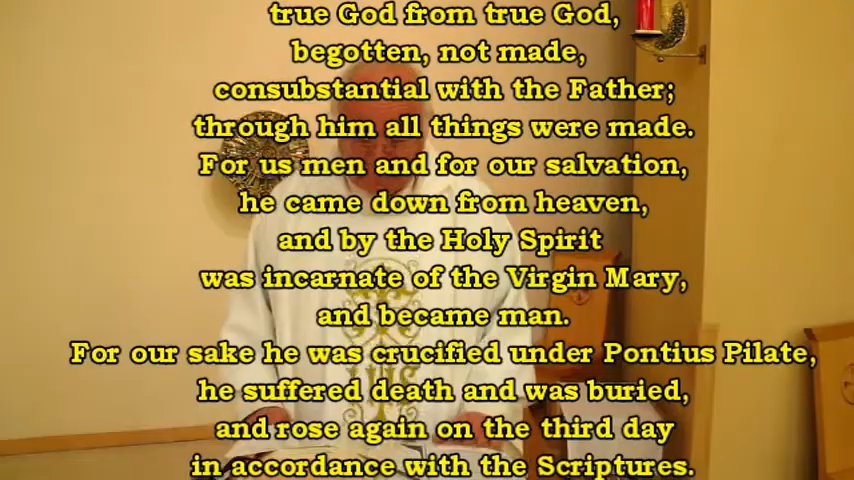 true God from true God,
begotten, not made,
consubstantial with the Father;
through him all things were made.
For us men and for our salvation,
he came down from heaven,
and by the Holy Spirit
was incarnate of the Virgin Mary,
and became man.
For our sake he was crucified under Pontius Pilate,
he suffered death and was buried,
and rose again on the third day
in accordance with the Scriptures.